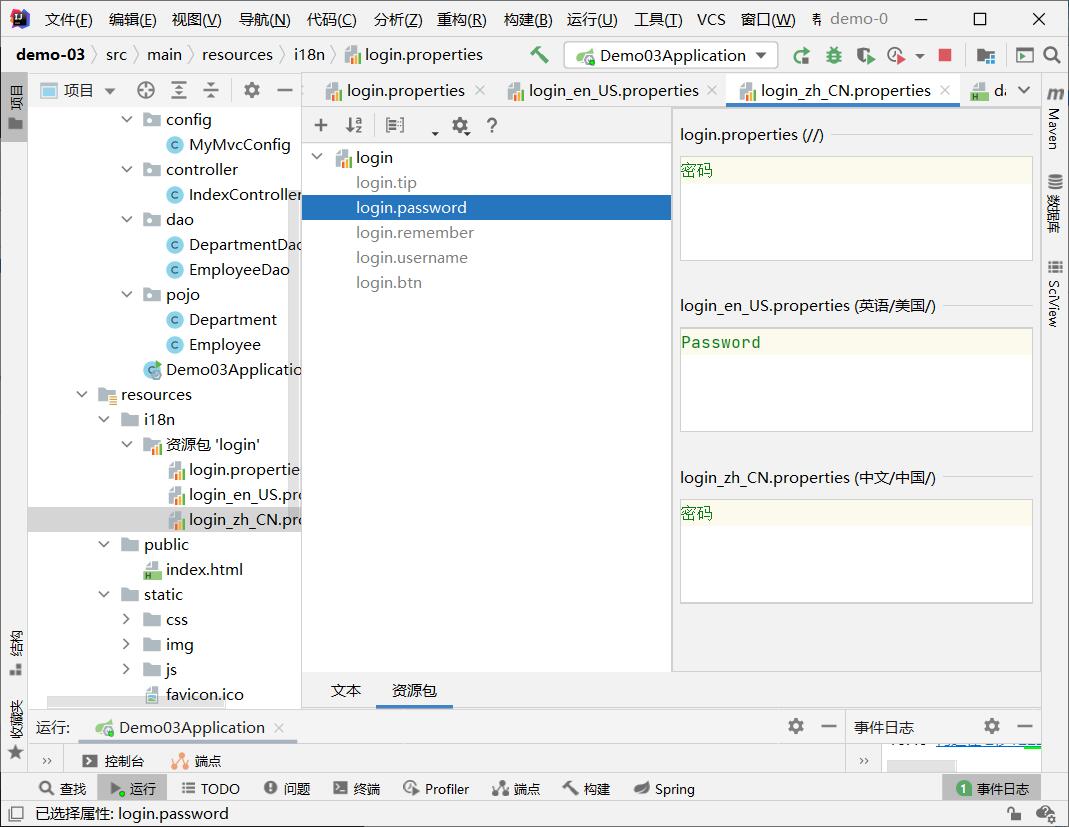 文件(F) 编辑(E) 视图(V) 导航(N) 代码(C) 分析(Z) 重构(R) 构建(B) 运行(U) 工具(T) VCS 窗口(W) demo-0
demo-03 src main resources i18n login.properties Demo03Application
项目
login.properties login_en_US.properties login_zh_CN.properties
项目
config
MyMvcConfig
controller
IndexController
dao
DepartmentDao
EmployeeDao
pojo
Department
Employee
Demo03Applicatio
resources
i18n
资源包 'login'
login.propertie
login_en_US.pro
login_zh_CN.pro
public
index.html
static
css
img
js
favicon.ico
结构
收藏夹
login
login.tip
login.password
login.remember
login.username
login.btn
文本 资源包
login.properties (//)
密码
login_en_US.properties (英语/美国/)
Password
login_zh_CN.properties (中文/中国/)
密码
Maven
数据库
SciView
运行: Demo03Application
事件日志
控制台 端点
查找 运行 TODO 问题 终端 Profiler 端点 构建 Spring 1 事件日志
已选择属性: login.password